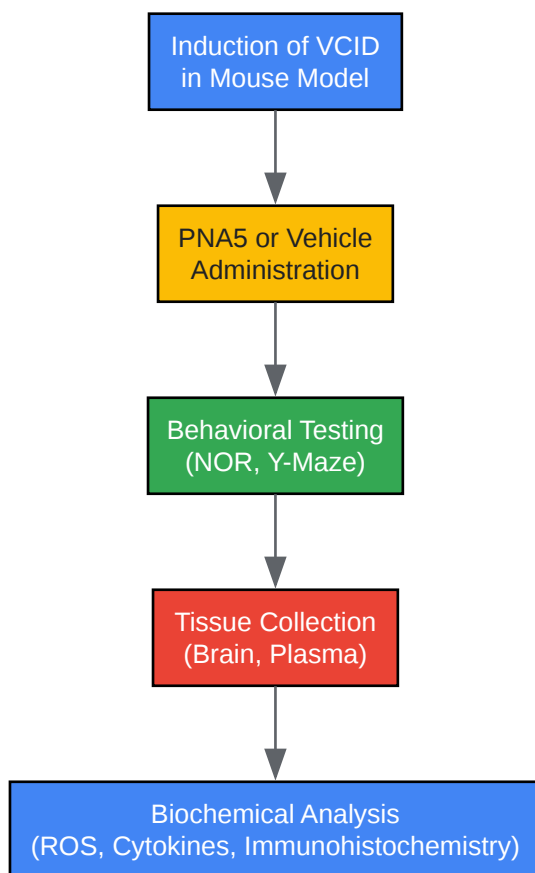 Induction of VCID
in Mouse Model
PNA5 or Vehicle
Administration
Behavioral Testing
(NOR, Y-Maze)
Tissue Collection
(Brain, Plasma)
Biochemical Analysis
(ROS, Cytokines, Immunohistochemistry)